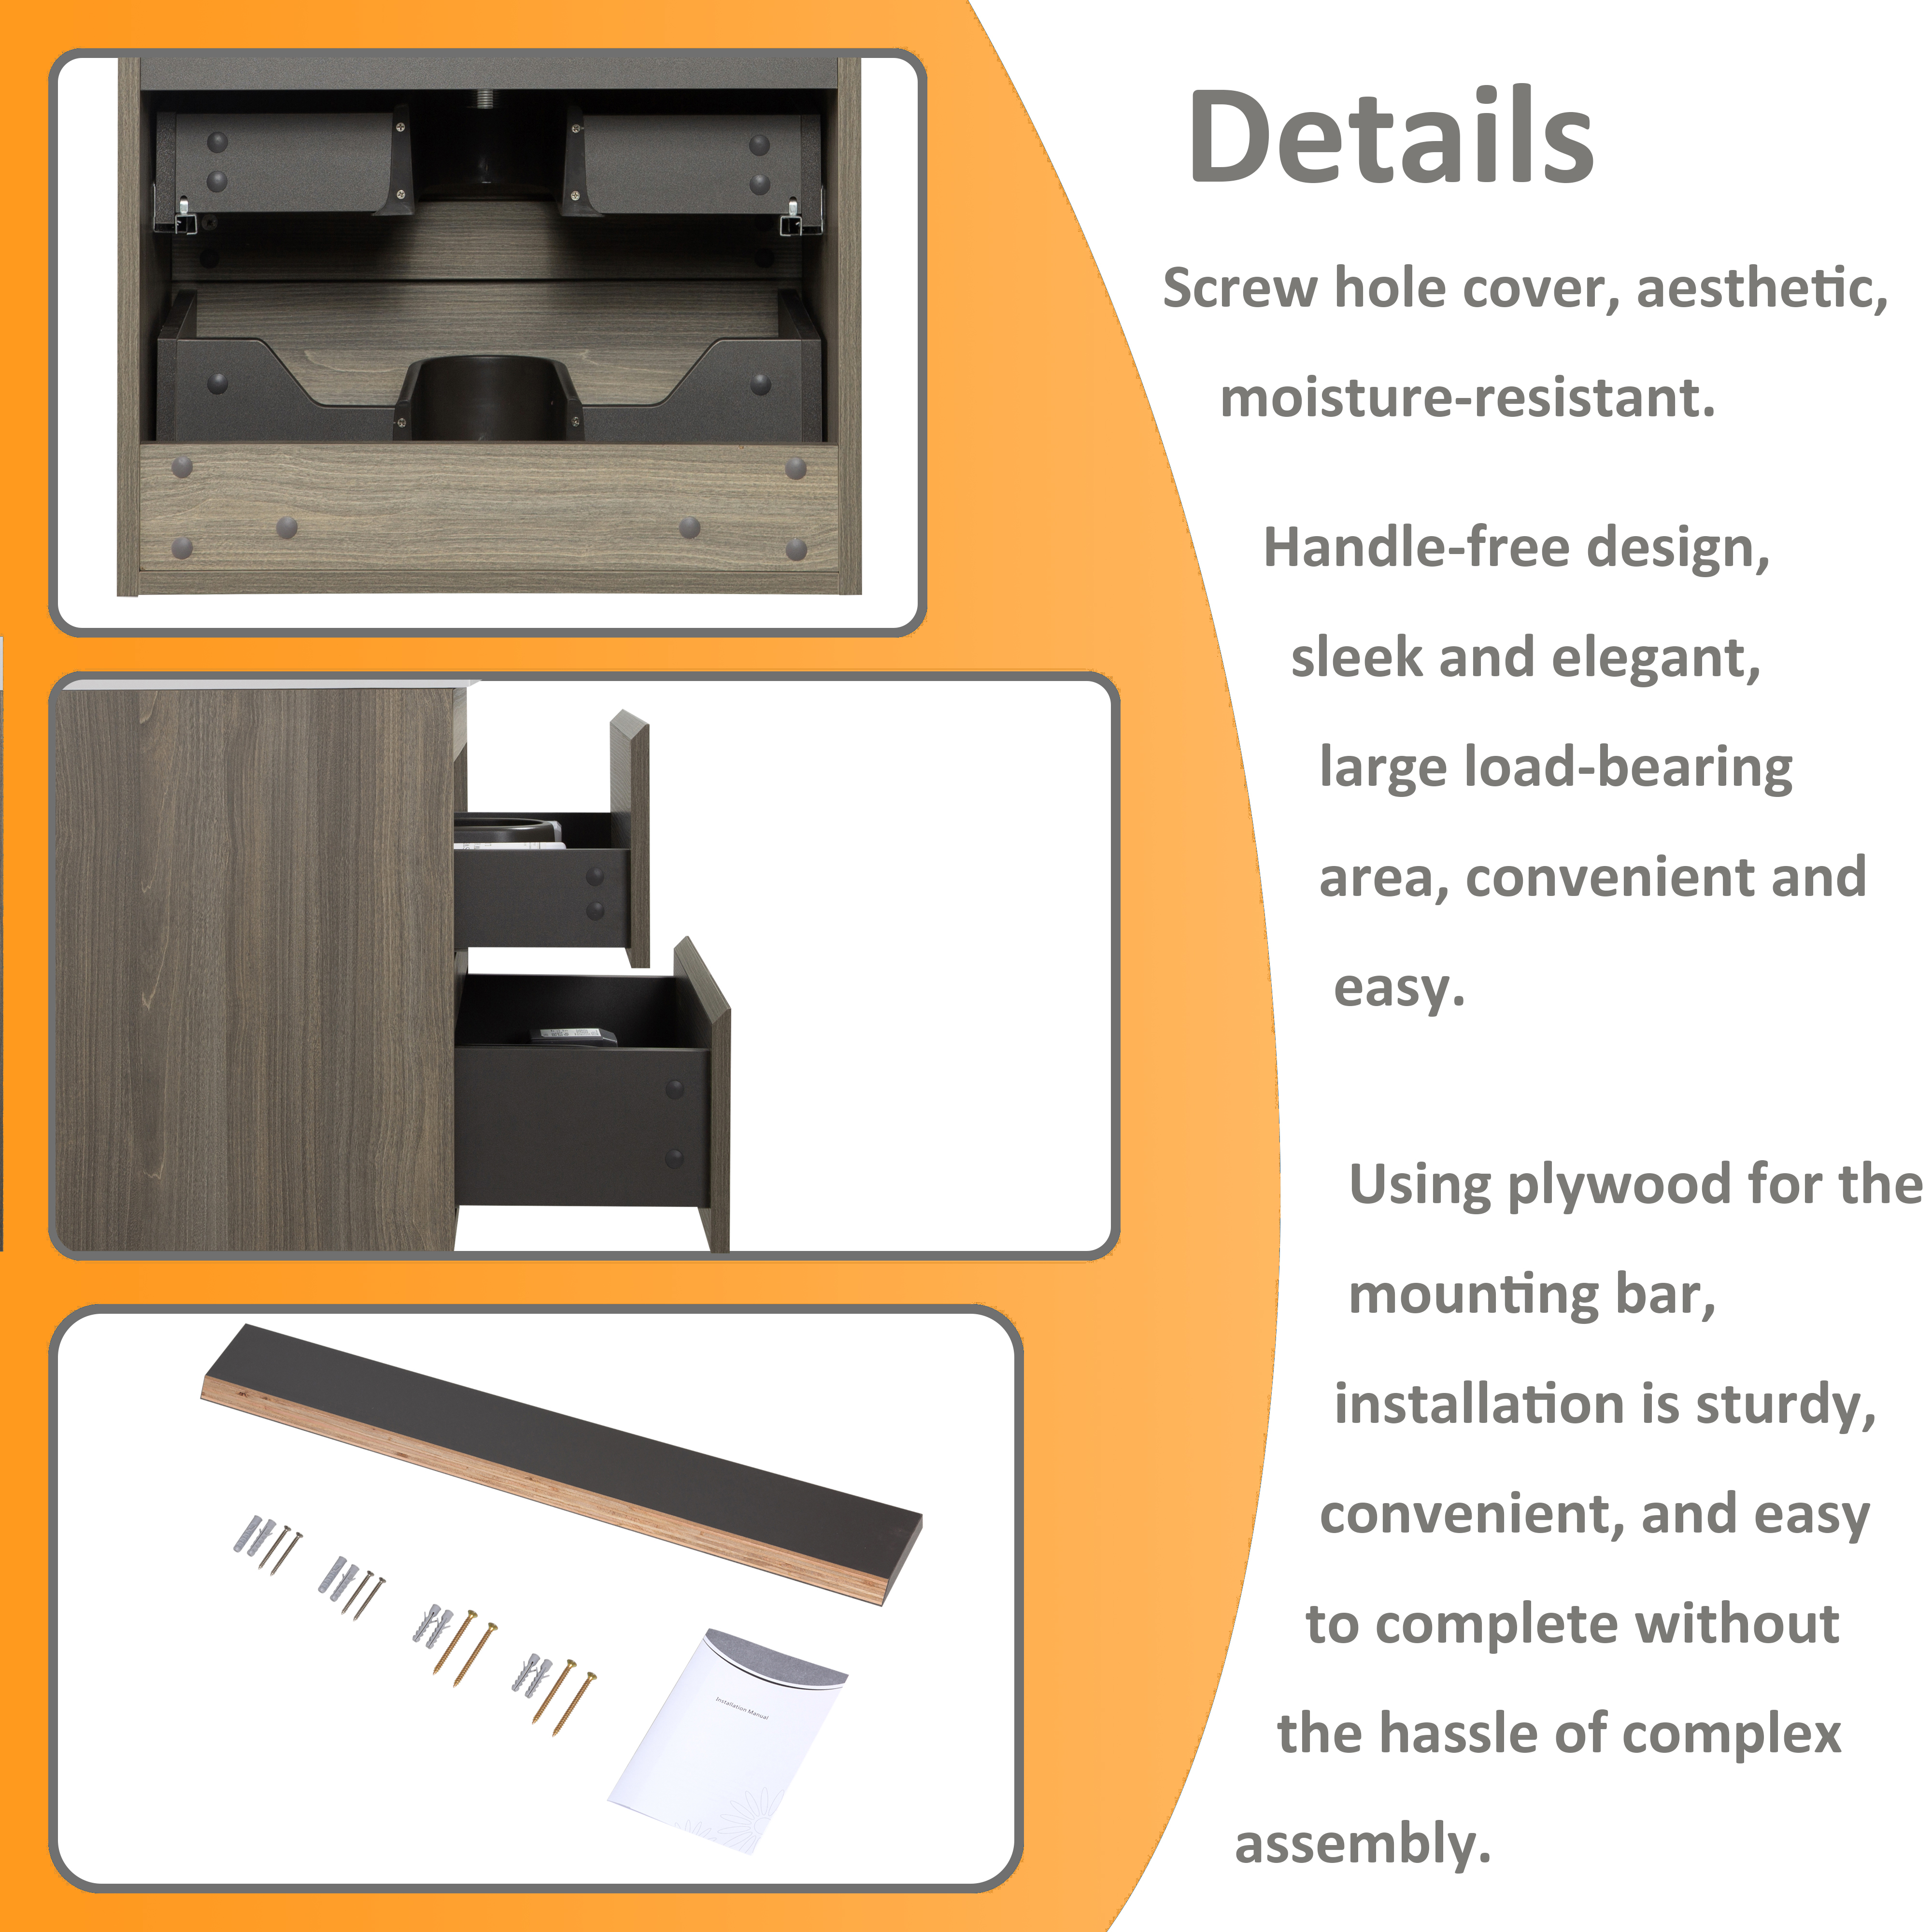 Details
Screw hole cover, aesthetic,
moisture-resistant.
Handle-free design,
sleek and elegant,
large load-bearing
area, convenient and
easy.
Using plywood for the
mounting bar,
installation is sturdy,
convenient, and easy
to complete without
the hassle of complex
assembly.
Installation Manual